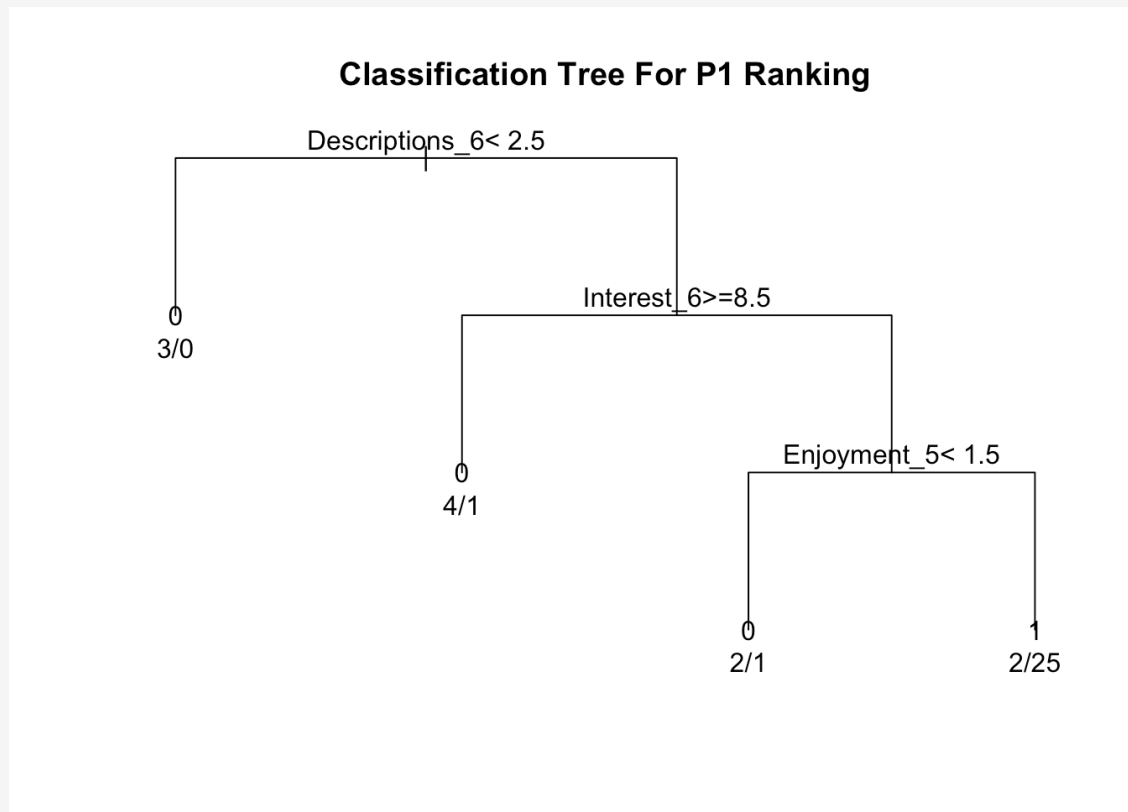 Classification Tree For P1 Ranking
Descriptions_6< 2.5
Interest_6>=8.5
0
3/0
Enjoyment_5< 1.5
0
4/1
0
2/1
1
2/25